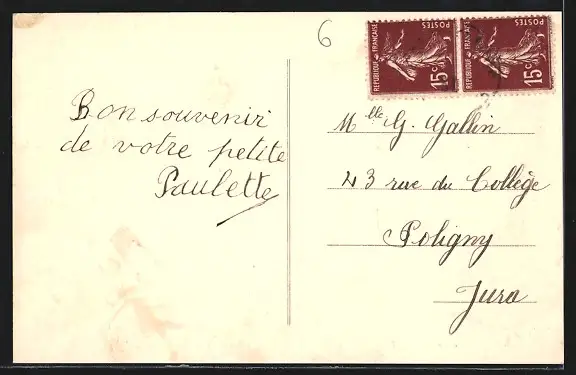 6
REPUBLIQUE FRANÇAISE
POSTES
15c
REPUBLIQUE FRANÇAISE
POSTES
15c
Bon souvenir
de votre petite
Paulette
Mlle G. Gallin
43 rue du Collège
Poligny
Jura